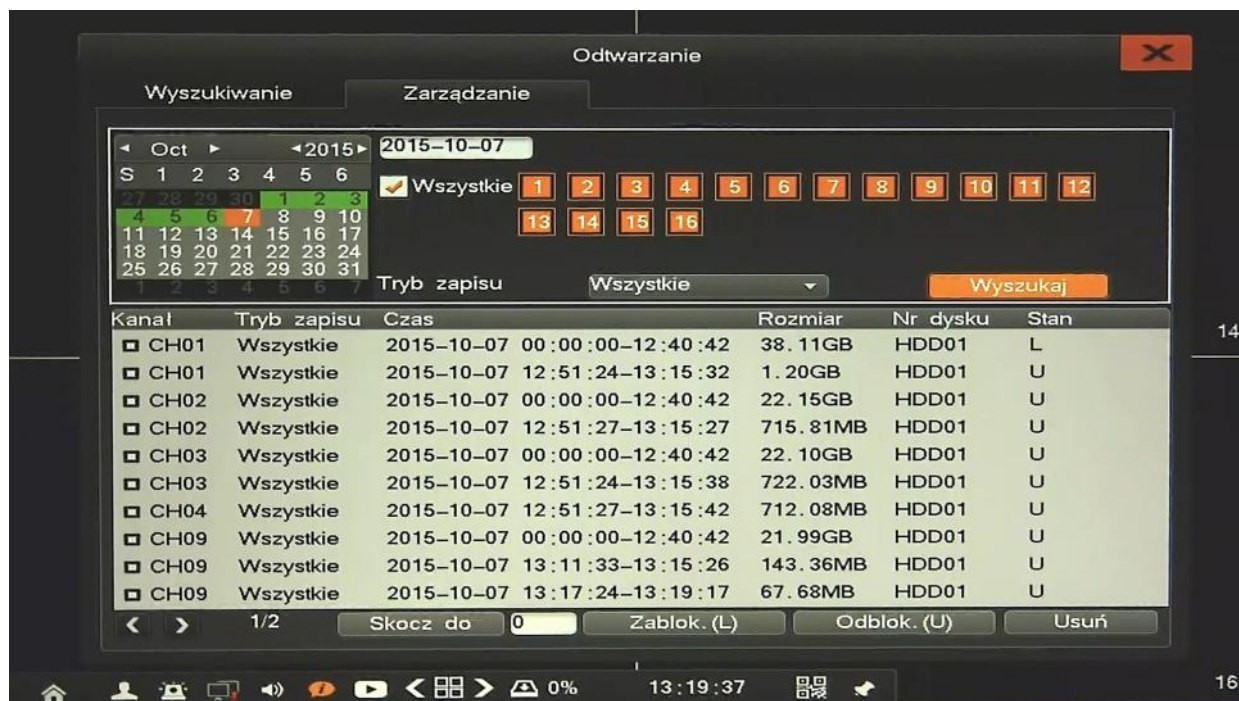 Odtwarzanie
Wyszukiwanie Zarządzanie
Oct 2015 2015-10-07
S 1 2 3 4 5 6
Wszystkie 1 2 3 4 5 6 7 8 9 10 11 12
27 28 29 30 1 2 3
4 5 6 7 8 9 10
13 14 15 16
11 12 13 14 15 16 17
18 19 20 21 22 23 24
25 26 27 28 29 30 31
1 2 3 4 5 6 7
Tryb zapisu Wszystkie Wyszukaj
Kanał Tryb zapisu Czas Rozmiar Nr dysku Stan
14
CH01 Wszystkie 2015-10-07 00:00:00-12:40:42 38.11GB HDD01 L
CH01 Wszystkie 2015-10-07 12:51:24-13:15:32 1.20GB HDD01 U
CH02 Wszystkie 2015-10-07 00:00:00-12:40:42 22.15GB HDD01 U
CH02 Wszystkie 2015-10-07 12:51:27-13:15:27 715.81MB HDD01 U
CH03 Wszystkie 2015-10-07 00:00:00-12:40:42 22.10GB HDD01 U
CH03 Wszystkie 2015-10-07 12:51:24-13:15:38 722.03MB HDD01 U
CH04 Wszystkie 2015-10-07 12:51:27-13:15:42 712.08MB HDD01 U
CH09 Wszystkie 2015-10-07 00:00:00-12:40:42 21.99GB HDD01 U
CH09 Wszystkie 2015-10-07 13:11:33-13:15:26 143.36MB HDD01 U
CH09 Wszystkie 2015-10-07 13:17:24-13:19:17 67.68MB HDD01 U
1/2 Skocz do 0 Zablok.(L) Odblok.(U) Usuń
0% 13:19:37
16